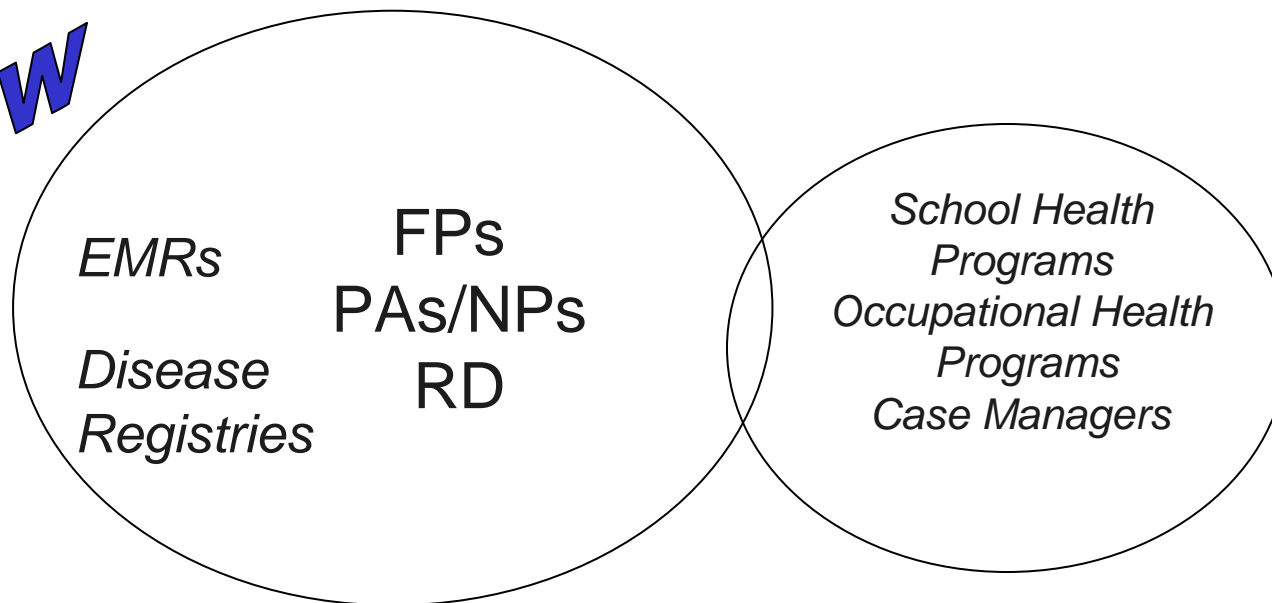 W
EMRs
Disease
Registries
FPs
PAs/NPs
RD
School Health
Programs
Occupational Health
Programs
Case Managers